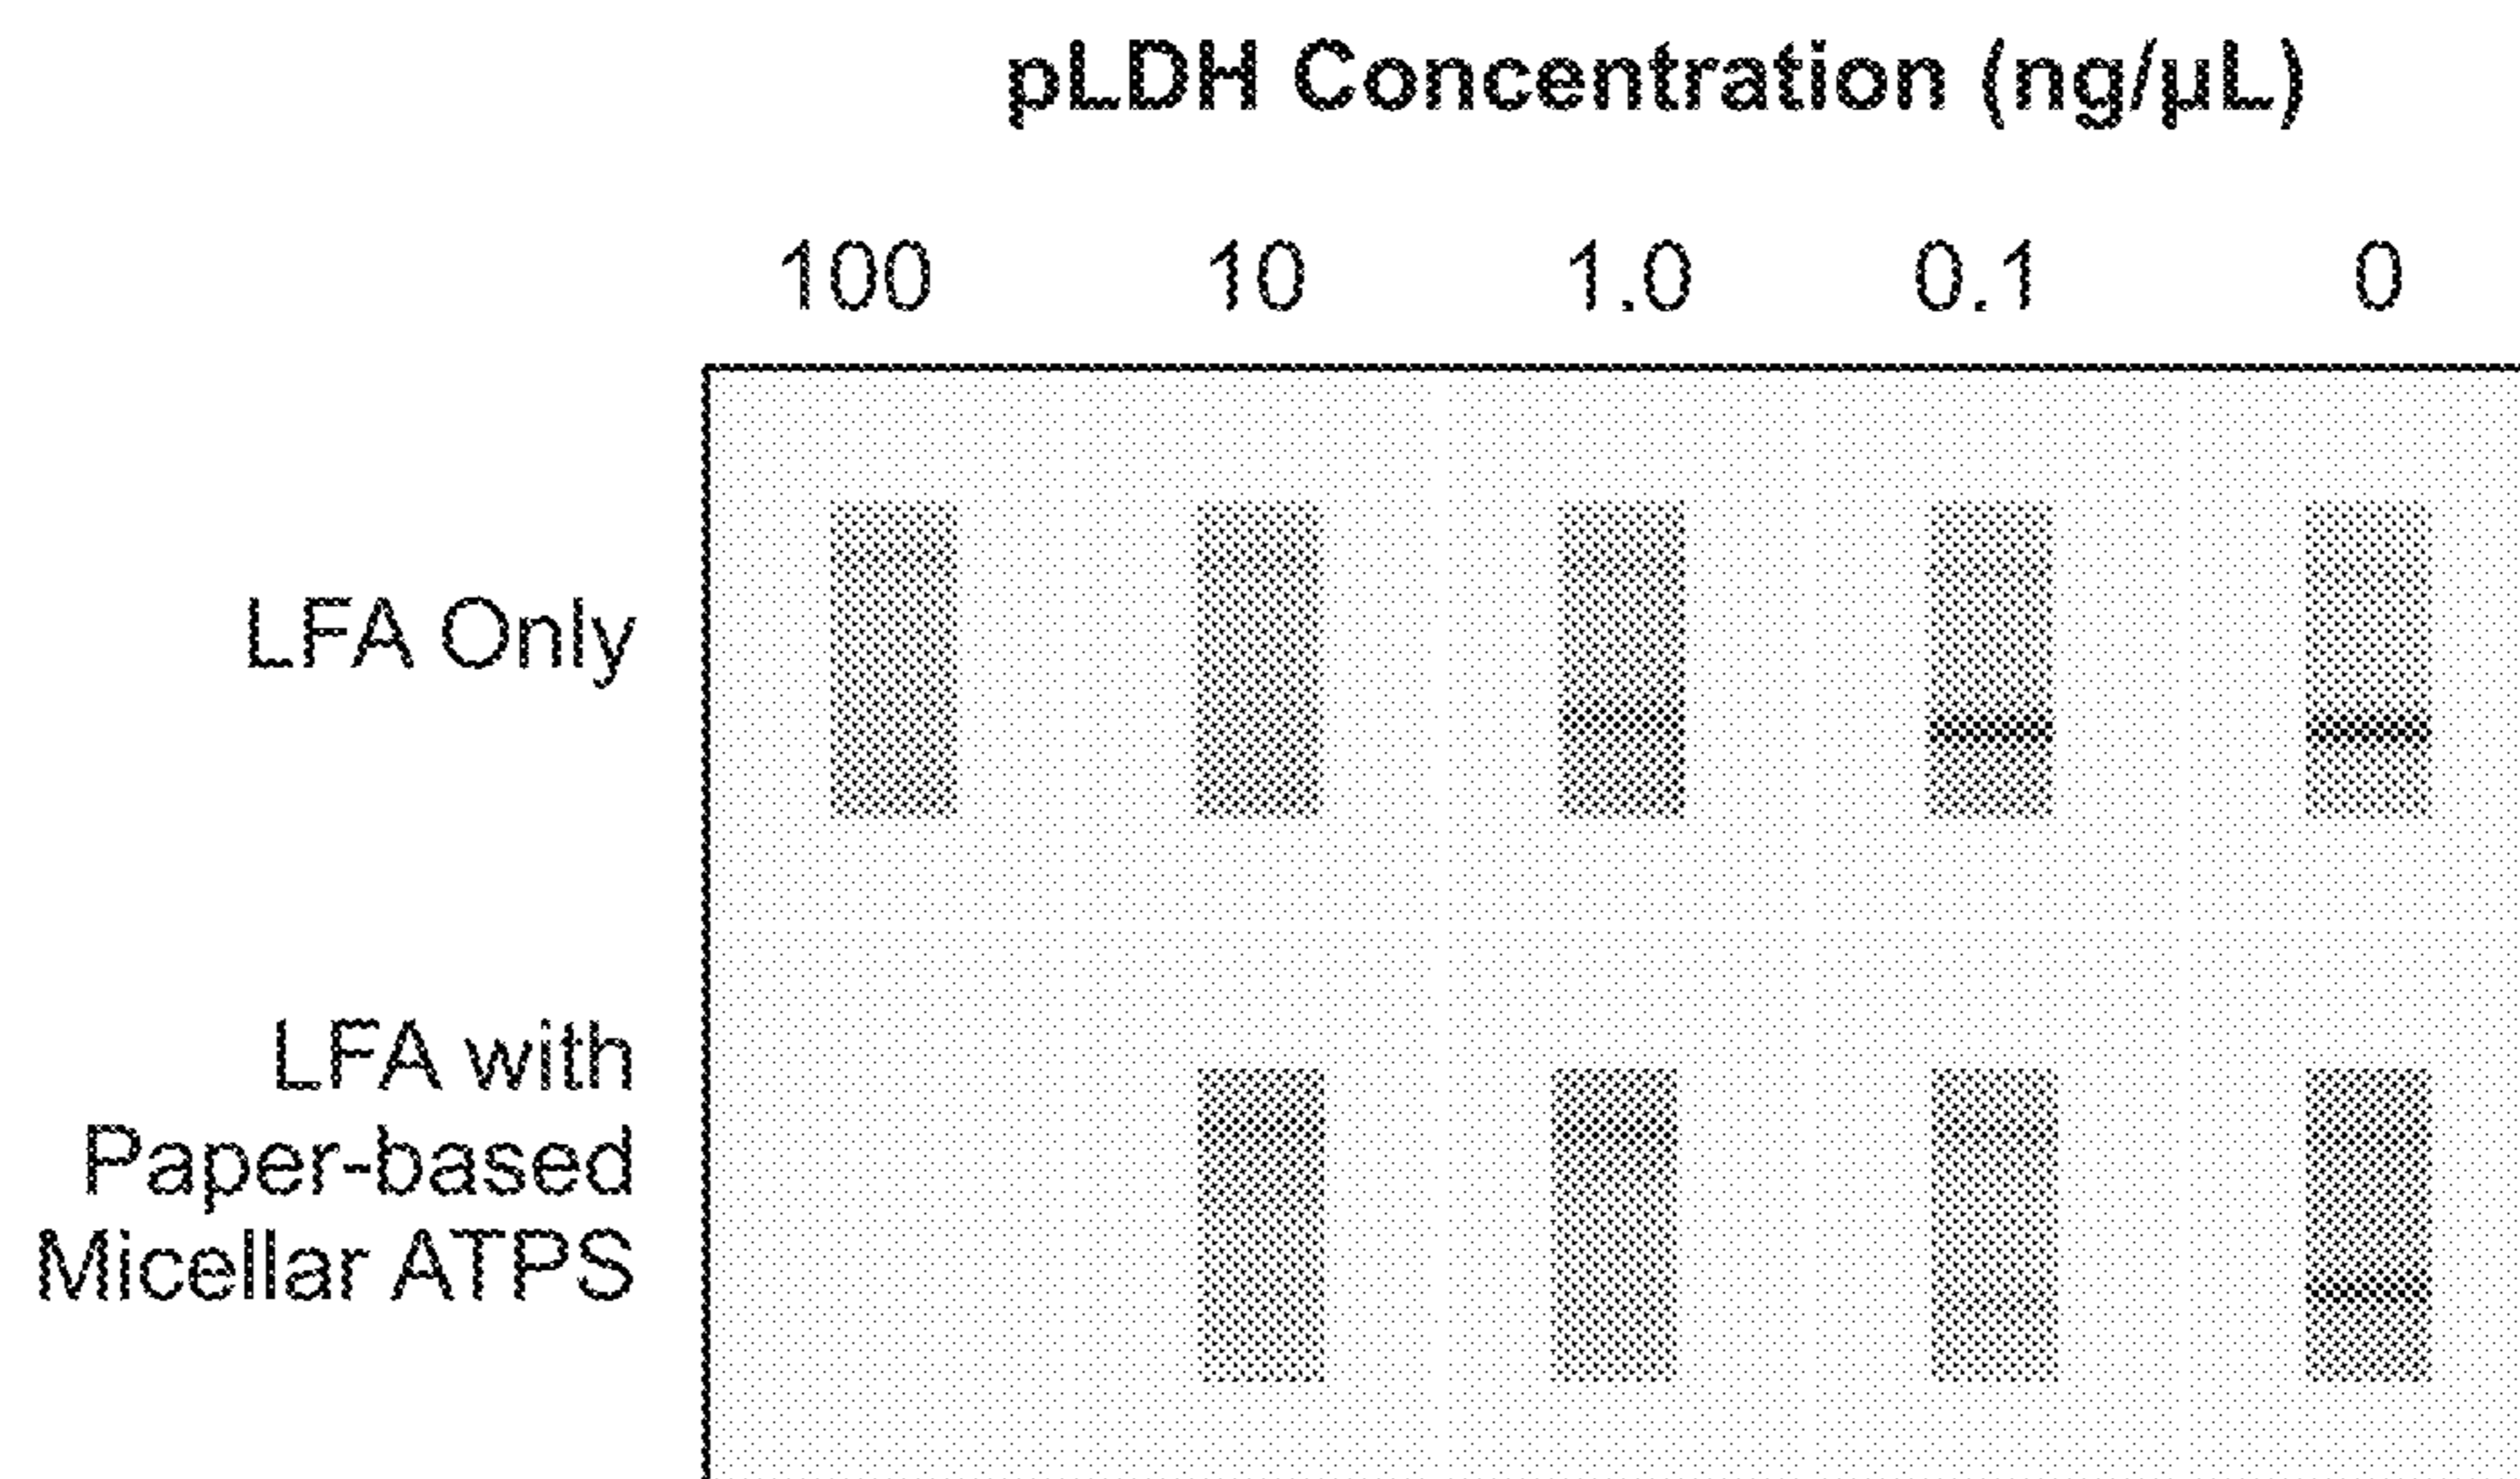 pLDH Concentration (ng/µL)
100 10 1.0 0.1 0
LFA Only
LFA with
Paper-based
Micellar ATPS